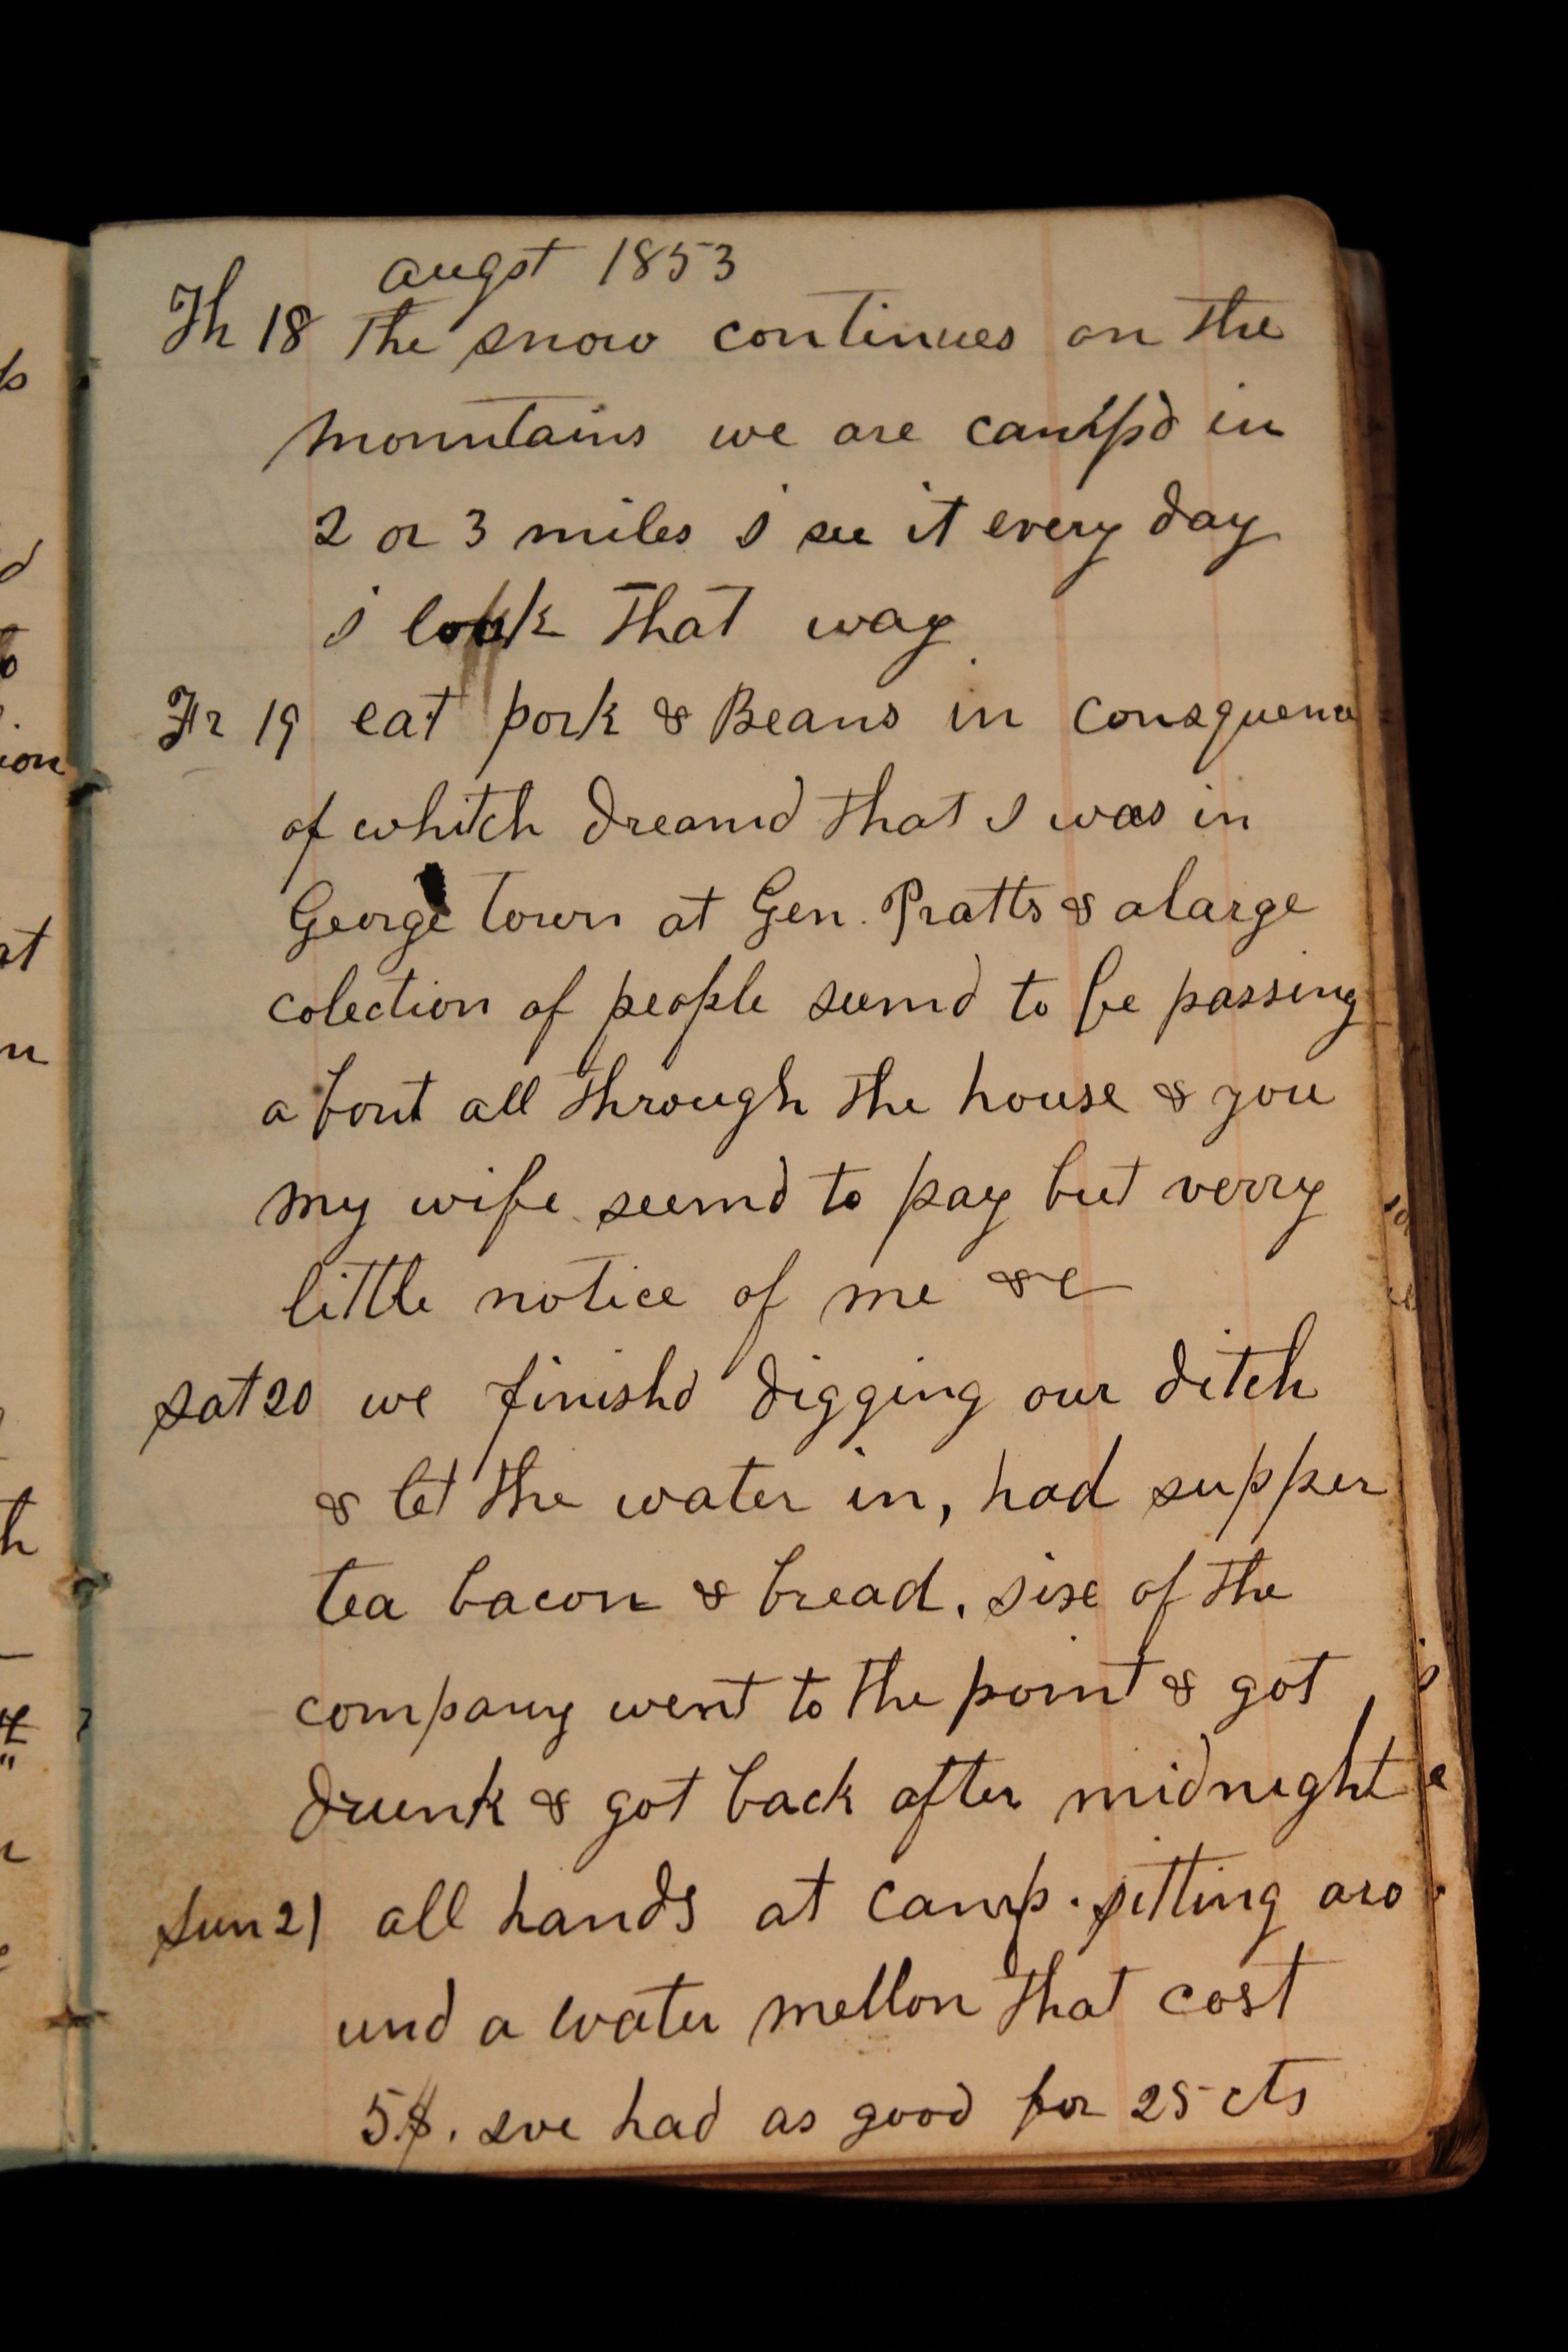 augst 1853
Th 18 The snow continues on the
mountains we are camp'd in
2 or 3 miles I see it every day
I look that way
Fr 19 eat pork & Beans in consquence
of whitch dreamd that I was in
George town at Gen. Pratts & a large
colection of people seemd to be passing
a bout all through the house & you
my wife seemd to pay but verry
little notice of me &c
Sat 20 we finishd digging our ditch
& let the water in, had supper
tea bacon & bread. sixe of the
company went to the point & got
drunk & got back after midnight
Sun 21 all hands at camp. sitting aro
und a water mellon that cost
5$. Ive had as good for 25 cts